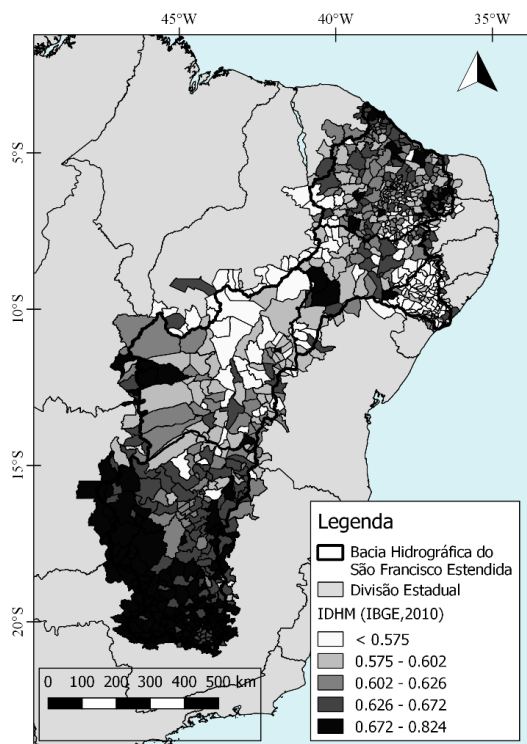 45°W 40°W 35°W
5°S
10°S
15°S
20°S
Legenda
Bacia Hidrográfica do
São Francisco Estendida
Divisão Estadual
IDHM (IBGE,2010)
< 0.575
0.575 - 0.602
0.602 - 0.626
0.626 - 0.672
0.672 - 0.824
0 100 200 300 400 500 km